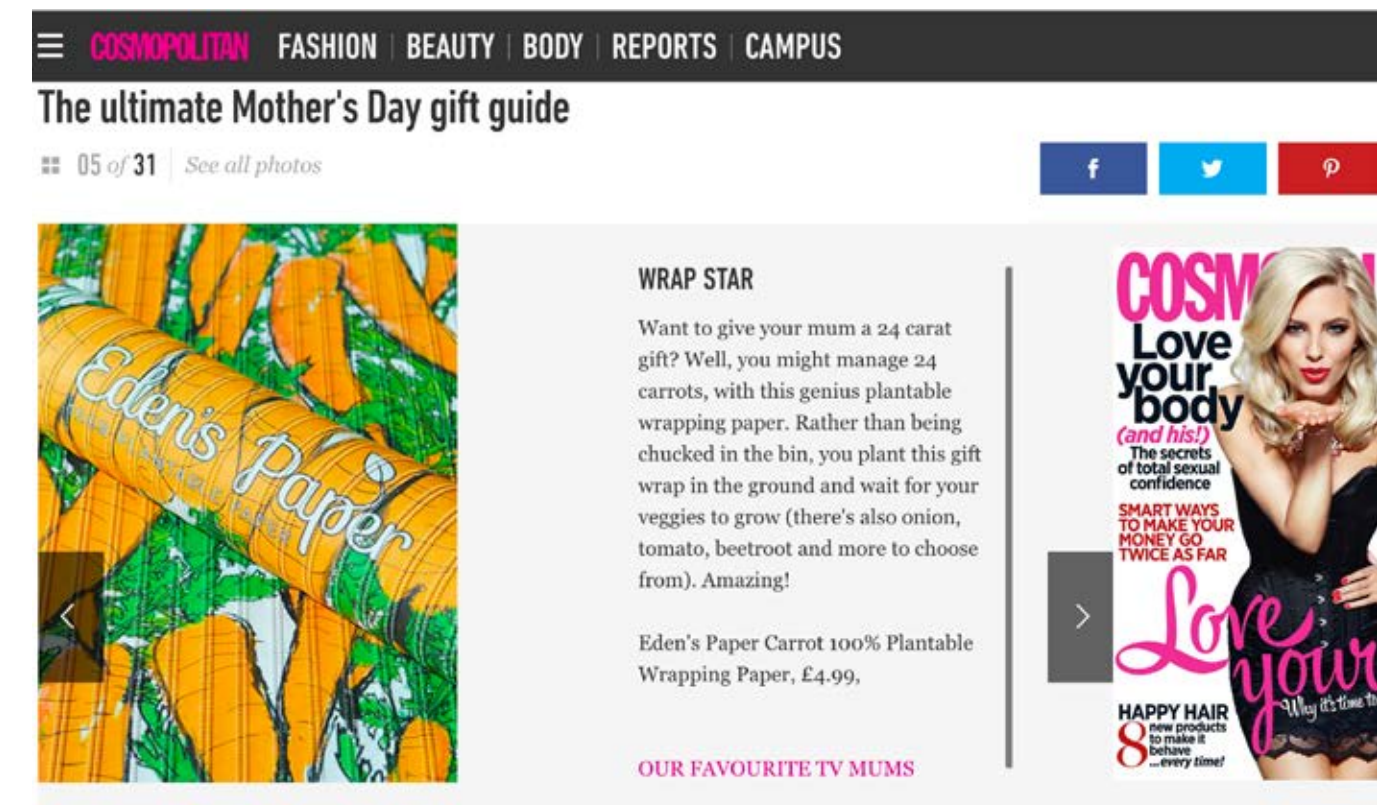 COSMOPOLITAN FASHION BEAUTY BODY REPORTS CAMPUS
The ultimate Mother's Day gift guide
05 of 31 See all photos
Eden's Paper
WRAP STAR
Want to give your mum a 24 carat
gift? Well, you might manage 24
carrots, with this genius plantable
wrapping paper. Rather than being
chucked in the bin, you plant this gift
wrap in the ground and wait for your
veggies to grow (there's also onion,
tomato, beetroot and more to choose
from). Amazing!
Eden's Paper Carrot 100% Plantable
Wrapping Paper, £4.99,
OUR FAVOURITE TV MUMS
COSM
Love
your
body
(and his!)
The secrets
of total sexual
confidence
SMART WAYS
TO MAKE YOUR
MONEY GO
TWICE AS FAR
Love
your
Why it's time to
HAPPY HAIR
8 new products
to make it
behave
...every time!